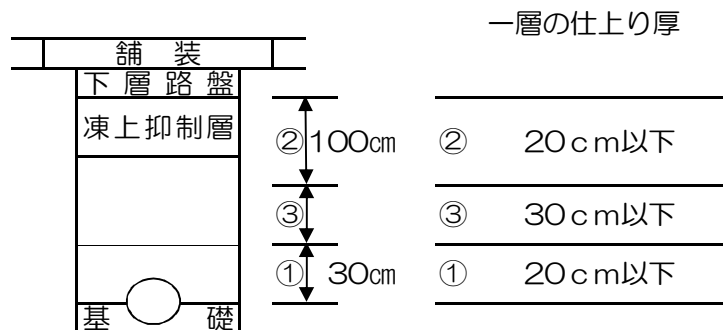 一層の仕上り厚
舗装
下層路盤
凍上抑制層
②100㎝
② 20cm以下
③
③ 30cm以下
① 30㎝
① 20cm以下
基礎